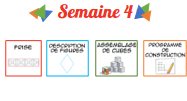 Semaine 4
FRISE
DESCRIPTION
DE FIGURES
ASSEMBLAGE
DE CUBES
PROGRAMME
DE
CONSTRUCTION